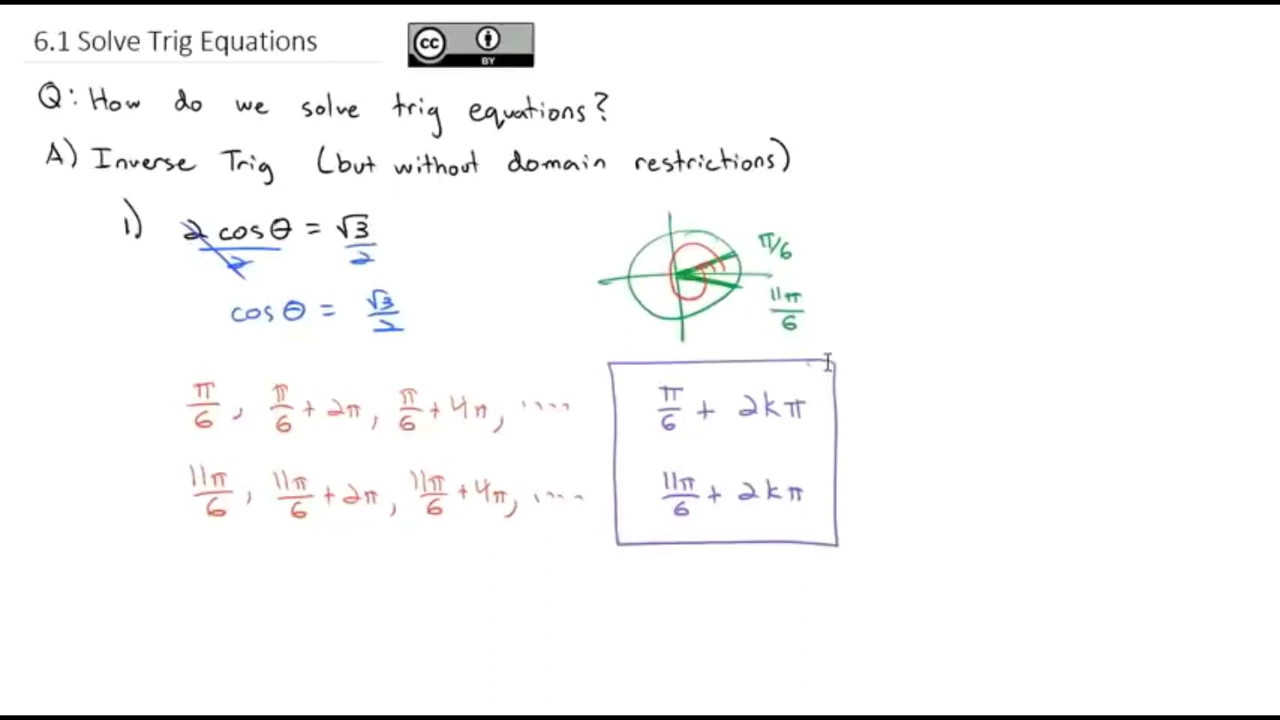 6.1 Solve Trig Equations
cc BY
Q: How do we solve trig equations?
A) Inverse Trig (but without domain restrictions)
1) 2 cos θ = √3
2 2
cos θ = √3/2
π/6
11π/6
π/6, π/6 + 2π, π/6 + 4π, ....
π/6 + 2kπ
11π/6, 11π/6 + 2π, 11π/6 + 4π, ....
11π/6 + 2kπ